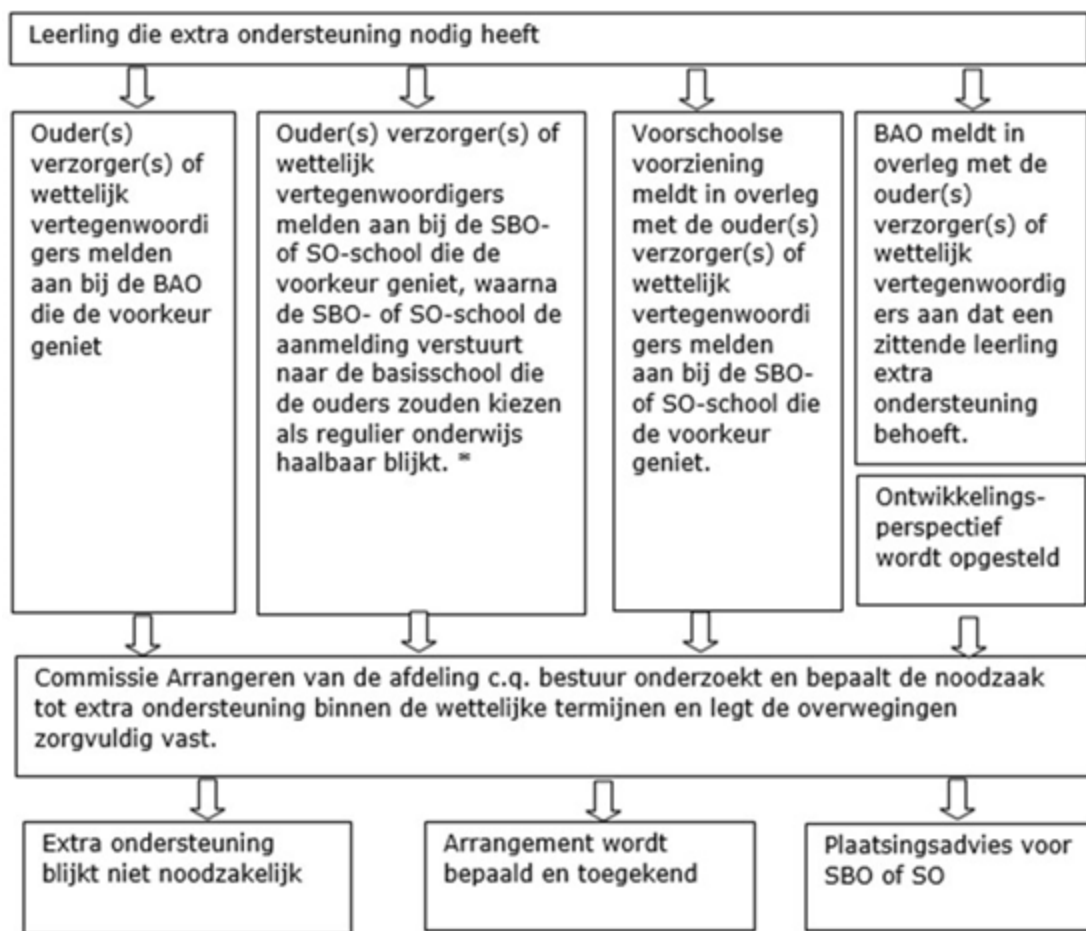 Leerling die extra ondersteuning nodig heeft
Ouder(s)
verzorger(s) of
wettelijk
vertegenwoordi
gers melden
aan bij de BAO
die de voorkeur
geniet
Ouder(s) verzorger(s) of
wettelijk
vertegenwoordigers
melden aan bij de SBO-
of SO-school die de
voorkeur geniet, waarna
de SBO- of SO-school de
aanmelding verstuurt
naar de basisschool die
de ouders zouden kiezen
als regulier onderwijs
haalbaar blijkt. *
Voorschoolse
voorziening
meldt in overleg
met de ouder(s)
verzorger(s) of
wettelijk
vertegenwoordi
gers melden
aan bij de SBO-
of SO-school die
de voorkeur
geniet.
BAO meldt in
overleg met de
ouder(s)
verzorger(s) of
wettelijk
vertegenwoordig
ers aan dat een
zittende leerling
extra
ondersteuning
behoeft.
Ontwikkelings-
perspectief
wordt opgesteld
Commissie Arrangeren van de afdeling c.q. bestuur onderzoekt en bepaalt de noodzaak
tot extra ondersteuning binnen de wettelijke termijnen en legt de overwegingen
zorgvuldig vast.
Extra ondersteuning
blijkt niet noodzakelijk
Arrangement wordt
bepaald en toegekend
Plaatsingsadvies voor
SBO of SO